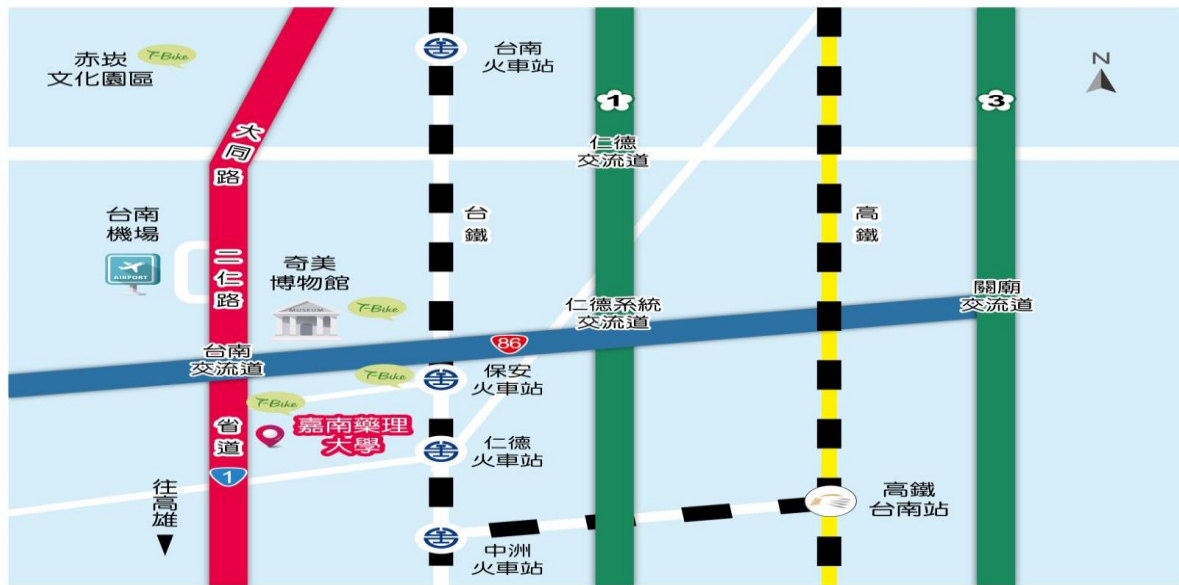 赤崁
文化園區
T-Bike
台南
火車站
N
1
3
大同路
仁德
交流道
台南
機場
AIRPORT
二仁路
台鐵
高鐵
奇美
博物館
MUSEUM
T-Bike
仁德系統
交流道
關廟
交流道
86
台南
交流道
T-Bike
保安
火車站
T-Bike
省道
嘉南藥理
大學
仁德
火車站
1
往高雄
高鐵
台南站
中洲
火車站